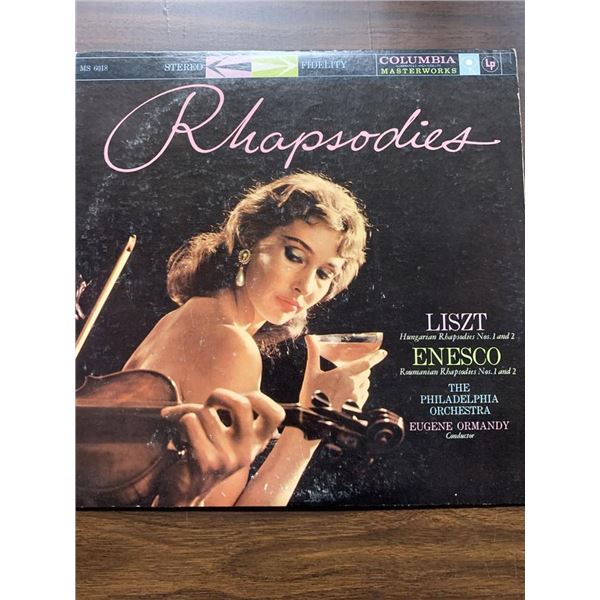 MS 6018 STEREO FIDELITY COLUMBIA
MASTERWORKS Lp
Rhapsodies
LISZT
Hungarian Rhapsodies Nos. 1 and 2
ENESCO
Roumanian Rhapsodies Nos. 1 and 2
THE
PHILADELPHIA
ORCHESTRA
EUGENE ORMANDY
Conductor